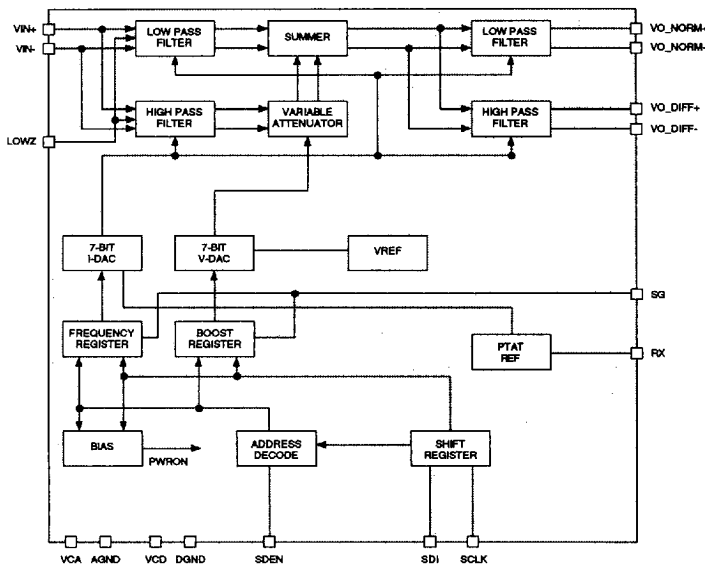 VIN+
VIN-
LOW PASS
FILTER
SUMMER
LOW PASS
FILTER
VO_NORM+
VO_NORM-
HIGH PASS
FILTER
VARIABLE
ATTENUATOR
HIGH PASS
FILTER
VO_DIFF+
VO_DIFF-
LOWZ
7-BIT
I-DAC
7-BIT
V-DAC
VREF
SG
FREQUENCY
REGISTER
BOOST
REGISTER
PTAT
REF
RX
BIAS
PWRON
ADDRESS
DECODE
SHIFT
REGISTER
VCA
AGND
VCD
DGND
SDEN
SDI
SCLK